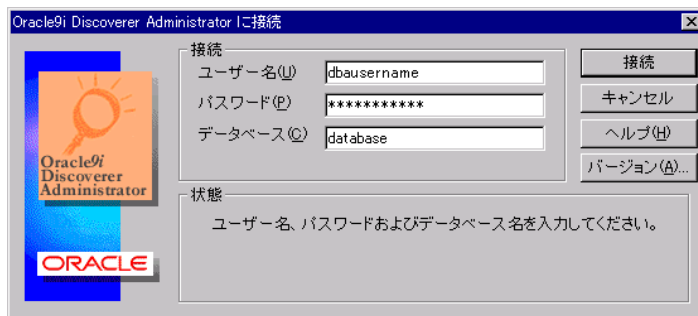 Oracle9i Discoverer Administrator に接続
接続
ユーザー名(U)
dbausername
パスワード(P)
***********
データベース(C)
database
接続
キャンセル
ヘルプ(H)
バージョン(A)...
Oracle9i
Discoverer
Administrator
ORACLE
状態
ユーザー名、パスワードおよびデータベース名を入力してください。